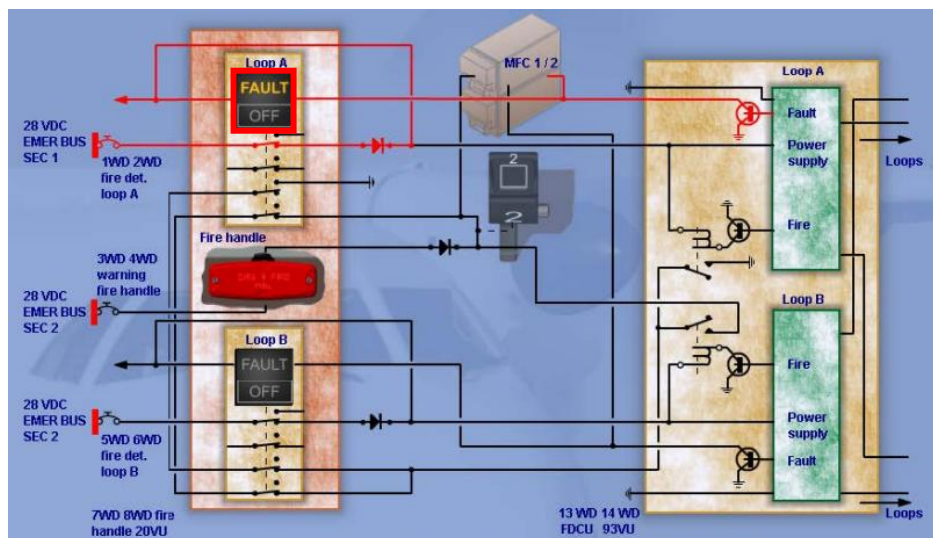 Loop A
FAULT
OFF
28 VDC
EMER BUS
SEC 1
1WD 2WD
fire det.
loop A
Fire handle
3WD 4WD
warning
fire handle
28 VDC
EMER BUS
SEC 2
Loop B
FAULT
OFF
28 VDC
EMER BUS
SEC 2
5WD 6WD
fire det.
loop B
7WD 8WD fire
handle 20VU
MFC 1 / 2
2
2
Loop A
Fault
Power
supply
Fire
Loops
Loop B
Fire
Power
supply
Fault
Loops
13 WD 14 WD
FDCU 93VU